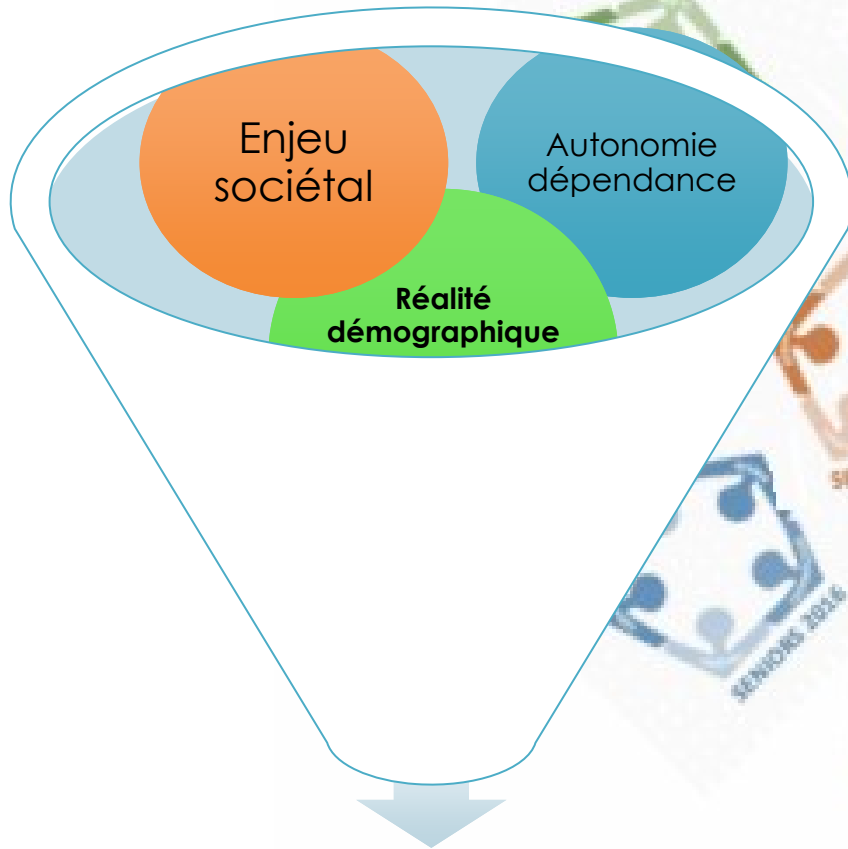 Enjeu
sociétal
Autonomie
dépendance
Réalité
démographique
SENIORS 2016